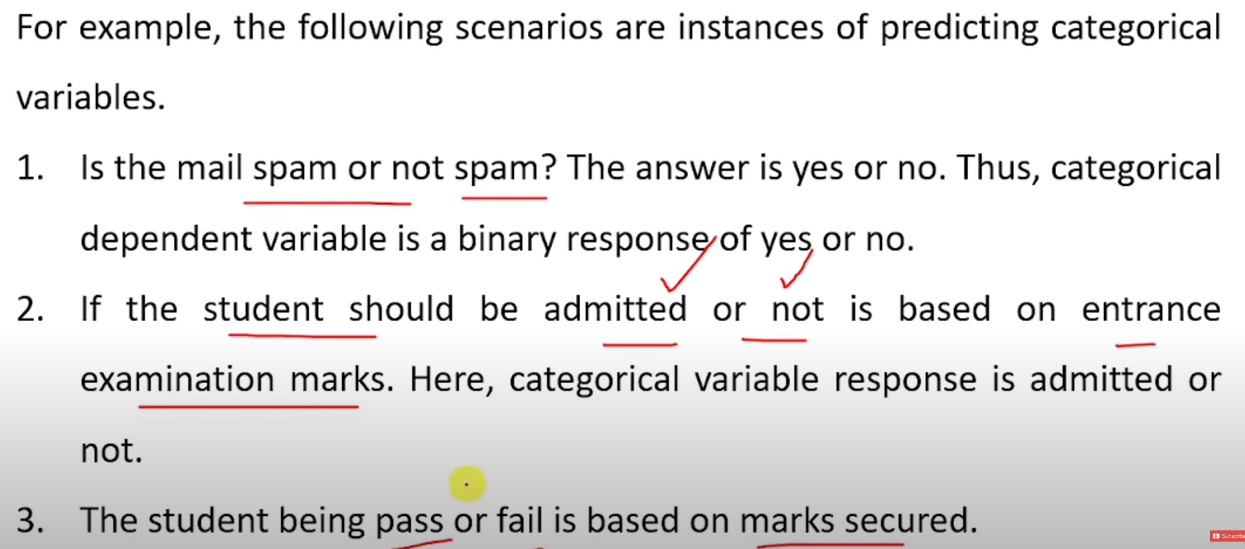 For example, the following scenarios are instances of predicting categorical
variables.
1. Is the mail spam or not spam? The answer is yes or no. Thus, categorical
dependent variable is a binary response of yes or no.
2. If the student should be admitted or not is based on entrance
examination marks. Here, categorical variable response is admitted or
not.
3. The student being pass or fail is based on marks secured.
Subscribe